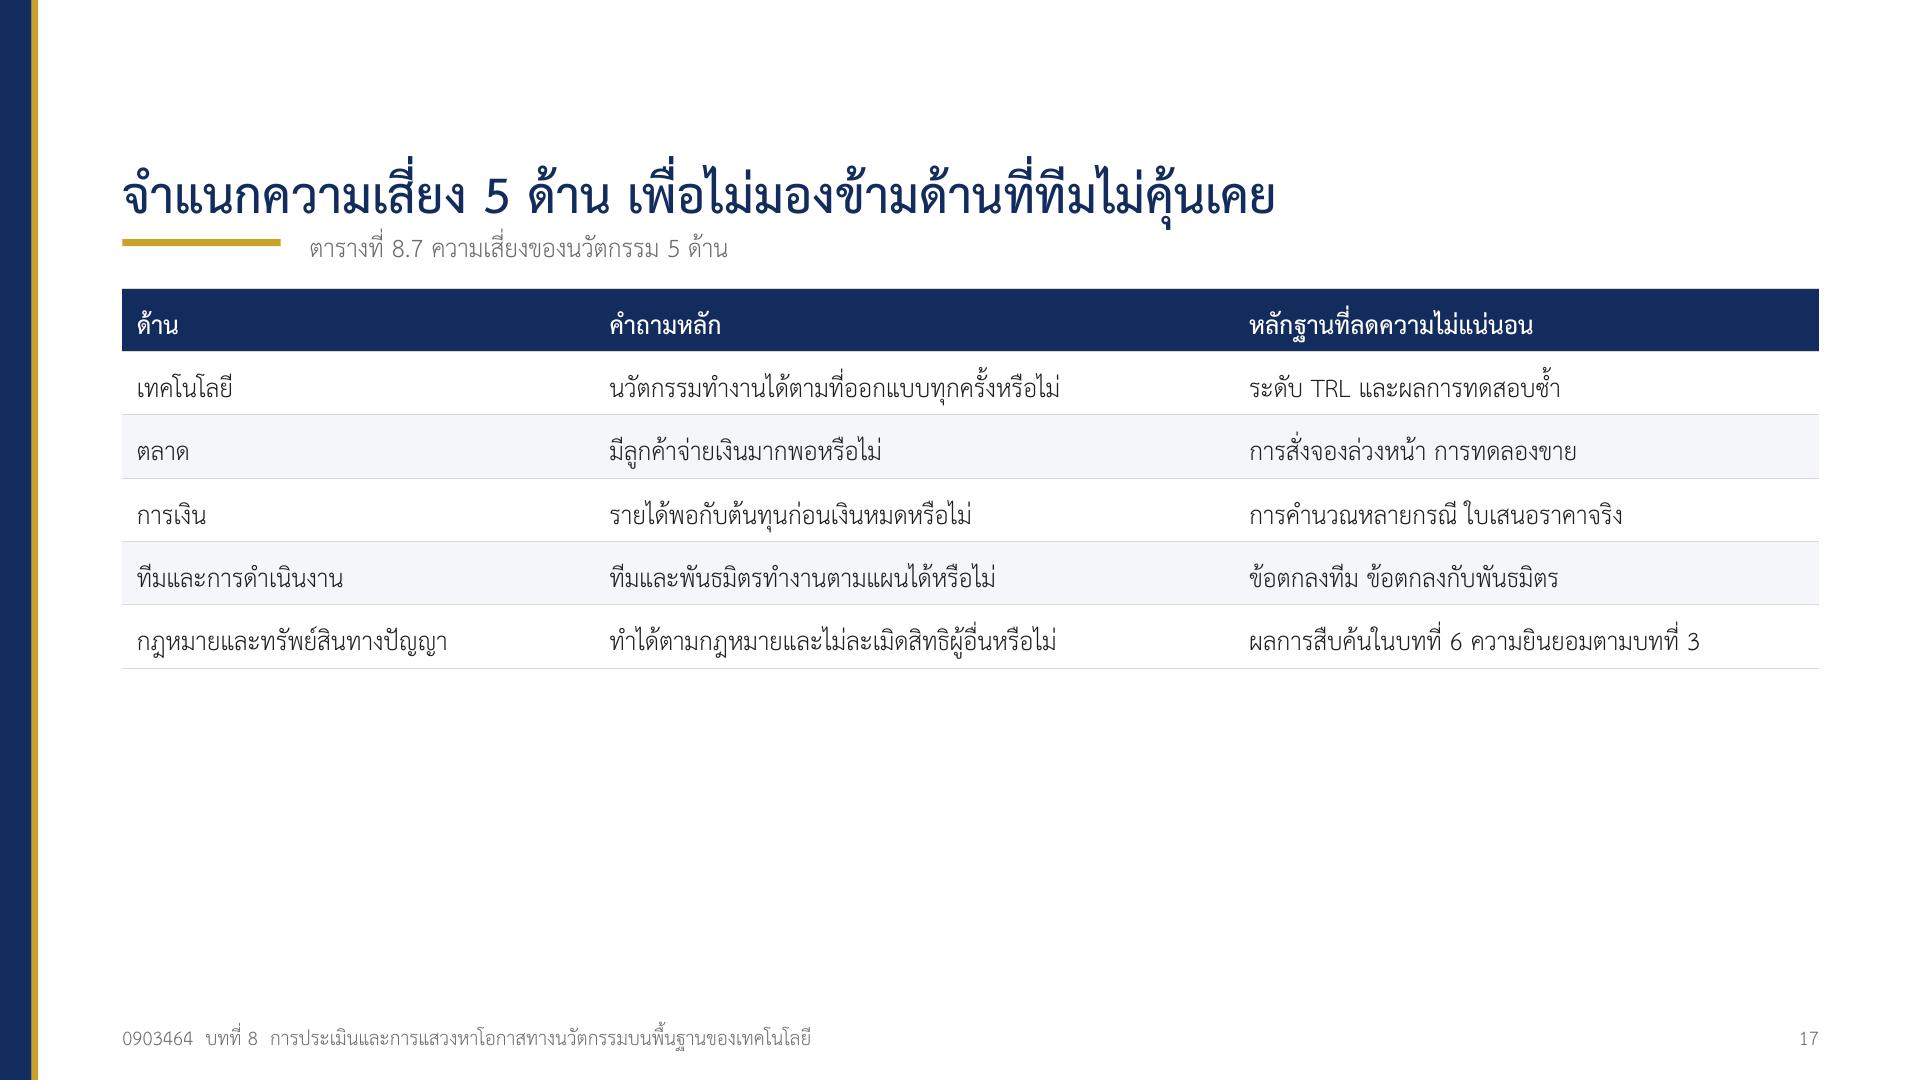 จำแนกความเสี่ยง 5 ด้าน เพื่อไม่มองข้ามด้านที่ทีมไม่คุ้นเคย
ตารางที่ 8.7 ความเสี่ยงของนวัตกรรม 5 ด้าน
ด้าน คำถามหลัก หลักฐานที่ลดความไม่แน่นอน
เทคโนโลยี นวัตกรรมทำงานได้ตามที่ออกแบบทุกครั้งหรือไม่ ระดับ TRL และผลการทดสอบซ้ำ
ตลาด มีลูกค้าจ่ายเงินมากพอหรือไม่ การสั่งจองล่วงหน้า การทดลองขาย
การเงิน รายได้พอกับต้นทุนก่อนเงินหมดหรือไม่ การคำนวณหลายกรณี ใบเสนอราคาจริง
ทีมและการดำเนินงาน ทีมและพันธมิตรทำงานตามแผนได้หรือไม่ ข้อตกลงทีม ข้อตกลงกับพันธมิตร
กฎหมายและทรัพย์สินทางปัญญา ทำได้ตามกฎหมายและไม่ละเมิดสิทธิผู้อื่นหรือไม่ ผลการสืบค้นในบทที่ 6 ความยินยอมตามบทที่ 3
0903464 บทที่ 8 การประเมินและการแสวงหาโอกาสทางนวัตกรรมบนพื้นฐานของเทคโนโลยี 17